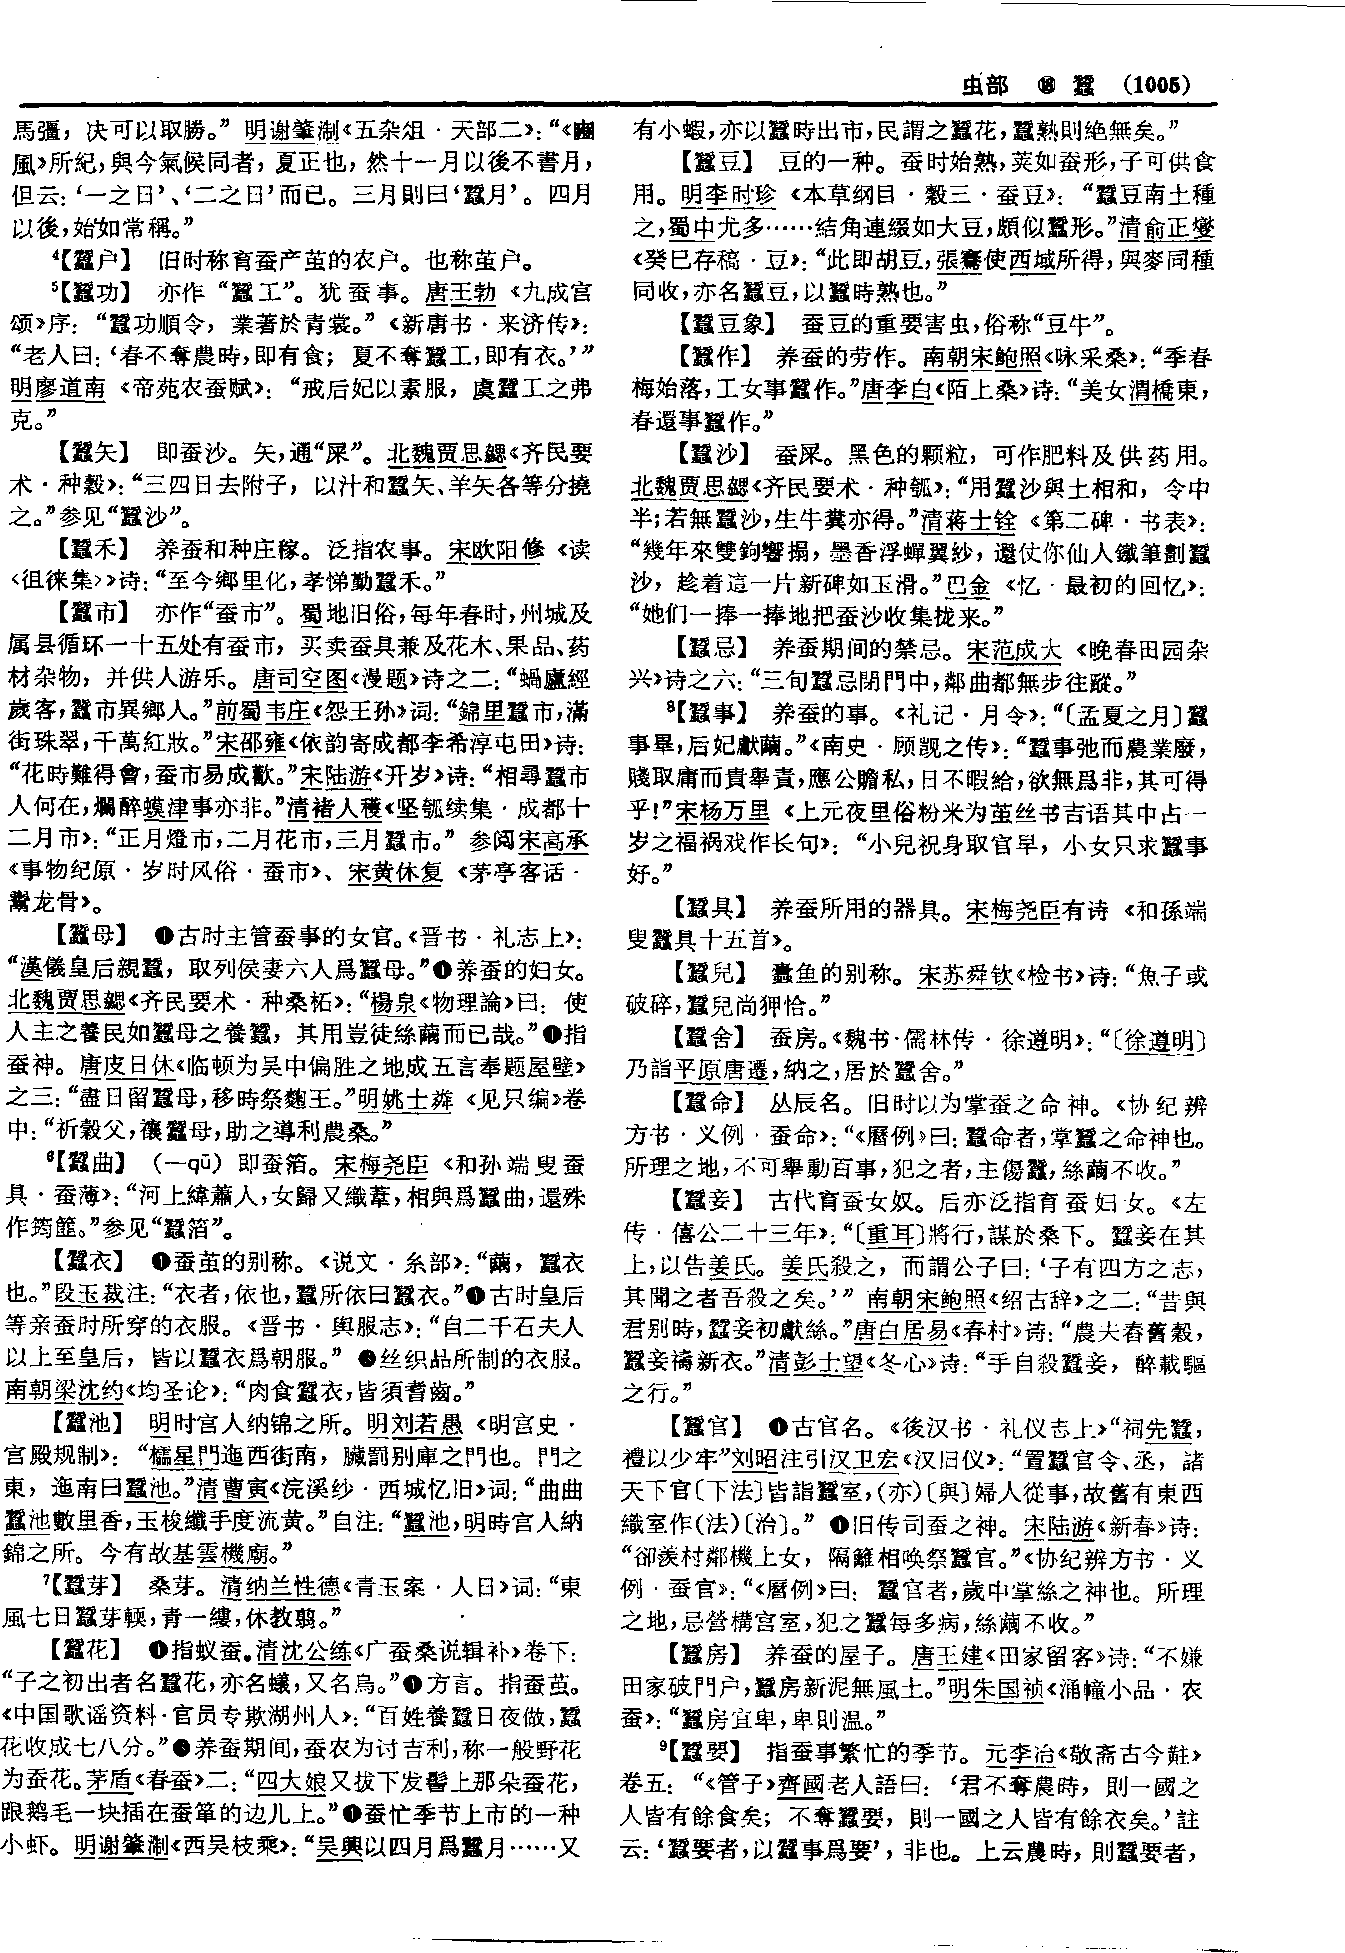 虫部 ⑱ 蠶 (1005)
馬彊，决可以取勝。”明谢肇淛《五杂俎·天部二》：“《豳
風》所紀，與今氣候同者，夏正也，然十一月以後不書月，
但云：‘一之日’、‘二之日’而已。三月則曰‘蠶月’。四月
以後，始如常稱。”
⁴【蠶户】 旧时称育蚕产茧的农户。也称茧户。
⁵【蠶功】 亦作“蠶工”。犹蚕事。唐王勃《九成宫
颂》序：“蠶功順令，業著於青裳。”《新唐书·来济传》：
“老人曰：‘春不奪農時，即有食；夏不奪蠶工，即有衣。’”
明廖道南《帝苑农蚕赋》：“戒后妃以素服，虞蠶工之弗
克。”
【蠶矢】 即蚕沙。矢，通“屎”。北魏贾思勰《齐民要
术·种穀》：“三四日去附子，以汁和蠶矢、羊矢各等分撓
之。”参见“蠶沙”。
【蠶禾】 养蚕和种庄稼。泛指农事。宋欧阳修《读
〈徂徕集〉》诗：“至今鄉里化，孝悌勤蠶禾。”
【蠶市】 亦作“蚕市”。蜀地旧俗，每年春时，州城及
属县循环一十五处有蚕市，买卖蚕具兼及花木、果品、药
材杂物，并供人游乐。唐司空图《漫题》诗之二：“蝸廬經
歲客，蠶市異鄉人。”前蜀韦庄《怨王孙》词：“錦里蠶市，滿
街珠翠，千萬紅妝。”宋邵雍《依韵寄成都李希淳屯田》诗：
“花時難得會，蚕市易成歡。”宋陆游《开岁》诗：“相尋蠶市
人何在，爛醉蟆津事亦非。”清褚人穫《坚瓠续集·成都十
二月市》：“正月燈市，二月花市，三月蠶市。”参阅宋高承
《事物纪原·岁时风俗·蚕市》、宋黄休复《茅亭客话·
鬻龙骨》。
【蠶母】 ❶古时主管蚕事的女官。《晋书·礼志上》：
“漢儀皇后親蠶，取列侯妻六人爲蠶母。”❷养蚕的妇女。
北魏贾思勰《齐民要术·种桑柘》：“楊泉《物理論》曰：使
人主之養民如蠶母之養蠶，其用豈徒絲繭而已哉。”❸指
蚕神。唐皮日休《临顿为吴中偏胜之地成五言奉题屋壁》
之三：“盡日留蠶母，移時祭麴王。”明姚士粦《见只编》卷
中：“祈穀父，禳蠶母，助之導利農桑。”
⁶【蠶曲】 （—qū）即蚕箔。宋梅尧臣《和孙端叟蚕
具·蚕薄》：“河上緯蕭人，女歸又織葦，相與爲蠶曲，還殊
作筠篚。”参见“蠶箔”。
【蠶衣】 ❶蚕茧的别称。《说文·糸部》：“繭，蠶衣
也。”段玉裁注：“衣者，依也，蠶所依曰蠶衣。”❷古时皇后
等亲蚕时所穿的衣服。《晋书·舆服志》：“自二千石夫人
以上至皇后，皆以蠶衣爲朝服。”❸丝织品所制的衣服。
南朝梁沈约《均圣论》：“肉食蠶衣，皆須耆齒。”
【蠶池】 明时宫人纳锦之所。明刘若愚《明宫史·
宫殿规制》：“櫺星門迤西街南，臟罰别庫之門也。門之
東，迤南曰蠶池。”清曹寅《浣溪纱·西城忆旧》词：“曲曲
蠶池數里香，玉梭纖手度流黄。”自注：“蠶池，明時宫人納
錦之所。今有故基雲機廟。”
⁷【蠶芽】 桑芽。清纳兰性德《青玉案·人日》词：“東
風七日蠶芽輭，青一缕，休教翦。”
【蠶花】 ❶指蚁蚕。清沈公练《广蚕桑说辑补》卷下：
“子之初出者名蠶花，亦名蟻，又名烏。”❷方言。指蚕茧。
《中国歌谣资料·官员专欺湖州人》：“百姓養蠶日夜做，蠶
花收成七八分。”❸养蚕期间，蚕农为讨吉利，称一般野花
为蚕花。茅盾《春蚕》二：“四大娘又拔下发髻上那朵蚕花，
跟鹅毛一块插在蚕箪的边儿上。”❹蚕忙季节上市的一种
小虾。明谢肇淛《西吴枝乘》：“吴興以四月爲蠶月……又
有小蝦，亦以蠶時出市，民謂之蠶花，蠶熟則絶無矣。”
【蠶豆】 豆的一种。蚕时始熟，荚如蚕形，子可供食
用。明李时珍《本草纲目·穀三·蚕豆》：“蠶豆南土種
之，蜀中尤多……結角連綴如大豆，頗似蠶形。”清俞正燮
《癸巳存稿·豆》：“此即胡豆，張騫使西域所得，與麥同種
同收，亦名蠶豆，以蠶時熟也。”
【蠶豆象】 蚕豆的重要害虫，俗称“豆牛”。
【蠶作】 养蚕的劳作。南朝宋鲍照《咏采桑》：“季春
梅始落，工女事蠶作。”唐李白《陌上桑》诗：“美女渭橋東，
春還事蠶作。”
【蠶沙】 蚕屎。黑色的颗粒，可作肥料及供药用。
北魏贾思勰《齐民要术·种瓠》：“用蠶沙與土相和，令中
半；若無蠶沙，生牛糞亦得。”清蒋士铨《第二碑·书表》：
“幾年來雙鉤響搨，墨香浮蟬翼紗，還仗你仙人鐵筆劃蠶
沙，趁着這一片新碑如玉滑。”巴金《忆·最初的回忆》：
“她们一捧一捧地把蚕沙收集拢来。”
【蠶忌】 养蚕期间的禁忌。宋范成大《晚春田园杂
兴》诗之六：“三旬蠶忌閉門中，鄰曲都無步往蹤。”
⁸【蠶事】 养蚕的事。《礼记·月令》：“〔孟夏之月〕蠶
事畢，后妃獻繭。”《南史·顾觊之传》：“蠶事弛而農業廢，
賤取庸而貴舉責，應公贍私，日不暇給，欲無爲非，其可得
乎！”宋杨万里《上元夜里俗粉米为茧丝书吉语其中占一
岁之福祸戏作长句》：“小兒祝身取官早，小女只求蠶事
好。”
【蠶具】 养蚕所用的器具。宋梅尧臣有诗《和孫端
叟蠶具十五首》。
【蠶兒】 鱻鱼的别称。宋苏舜钦《检书》诗：“魚子或
破碎，蠶兒尚狎恰。”
【蠶舍】 蚕房。《魏书·儒林传·徐遵明》：“〔徐遵明〕
乃詣平原唐遷，納之，居於蠶舍。”
【蠶命】 丛辰名。旧时以为掌蚕之命神。《协纪辨
方书·义例·蚕命》：“《曆例》曰：蠶命者，掌蠶之命神也。
所理之地，不可舉動百事，犯之者，主傷蠶，絲繭不收。”
【蠶妾】 古代育蚕女奴。后亦泛指育蚕妇女。《左
传·僖公二十三年》：“〔重耳〕將行，謀於桑下。蠶妾在其
上，以告姜氏。姜氏殺之，而謂公子曰：‘子有四方之志，
其聞之者吾殺之矣。’”南朝宋鲍照《绍古辞》之二：“昔與
君别時，蠶妾初獻絲。”唐白居易《春村》诗：“農夫舂舊穀，
蠶妾禱新衣。”清彭士望《冬心》诗：“手自殺蠶妾，醉載驅
之行。”
【蠶官】 ❶古官名。《後汉书·礼仪志上》“祠先蠶，
禮以少牢”刘昭注引汉卫宏《汉旧仪》：“置蠶官令、丞，諸
天下官〔下法〕皆詣蠶室，(亦)〔與〕婦人從事，故舊有東西
織室作(法)〔治〕。”❷旧传司蚕之神。宋陆游《新春》诗：
“卻羨村鄰機上女，隔籬相唤祭蠶官。”《协纪辨方书·义
例·蚕官》：“《曆例》曰：蠶官者，歲中掌絲之神也。所理
之地，忌營構宫室，犯之蠶每多病，絲繭不收。”
【蠶房】 养蚕的屋子。唐王建《田家留客》诗：“不嫌
田家破門户，蠶房新泥無風土。”明朱国祯《涌幢小品·农
蚕》：“蠶房宜卑，卑則温。”
⁹【蠶要】 指蚕事繁忙的季节。元李冶《敬斋古今黈》
卷五：“《管子》齊國老人語曰：‘君不奪農時，則一國之
人皆有餘食矣；不奪蠶要，則一國之人皆有餘衣矣。’註
云：‘蠶要者，以蠶事爲要’，非也。上云農時，則蠶要者，